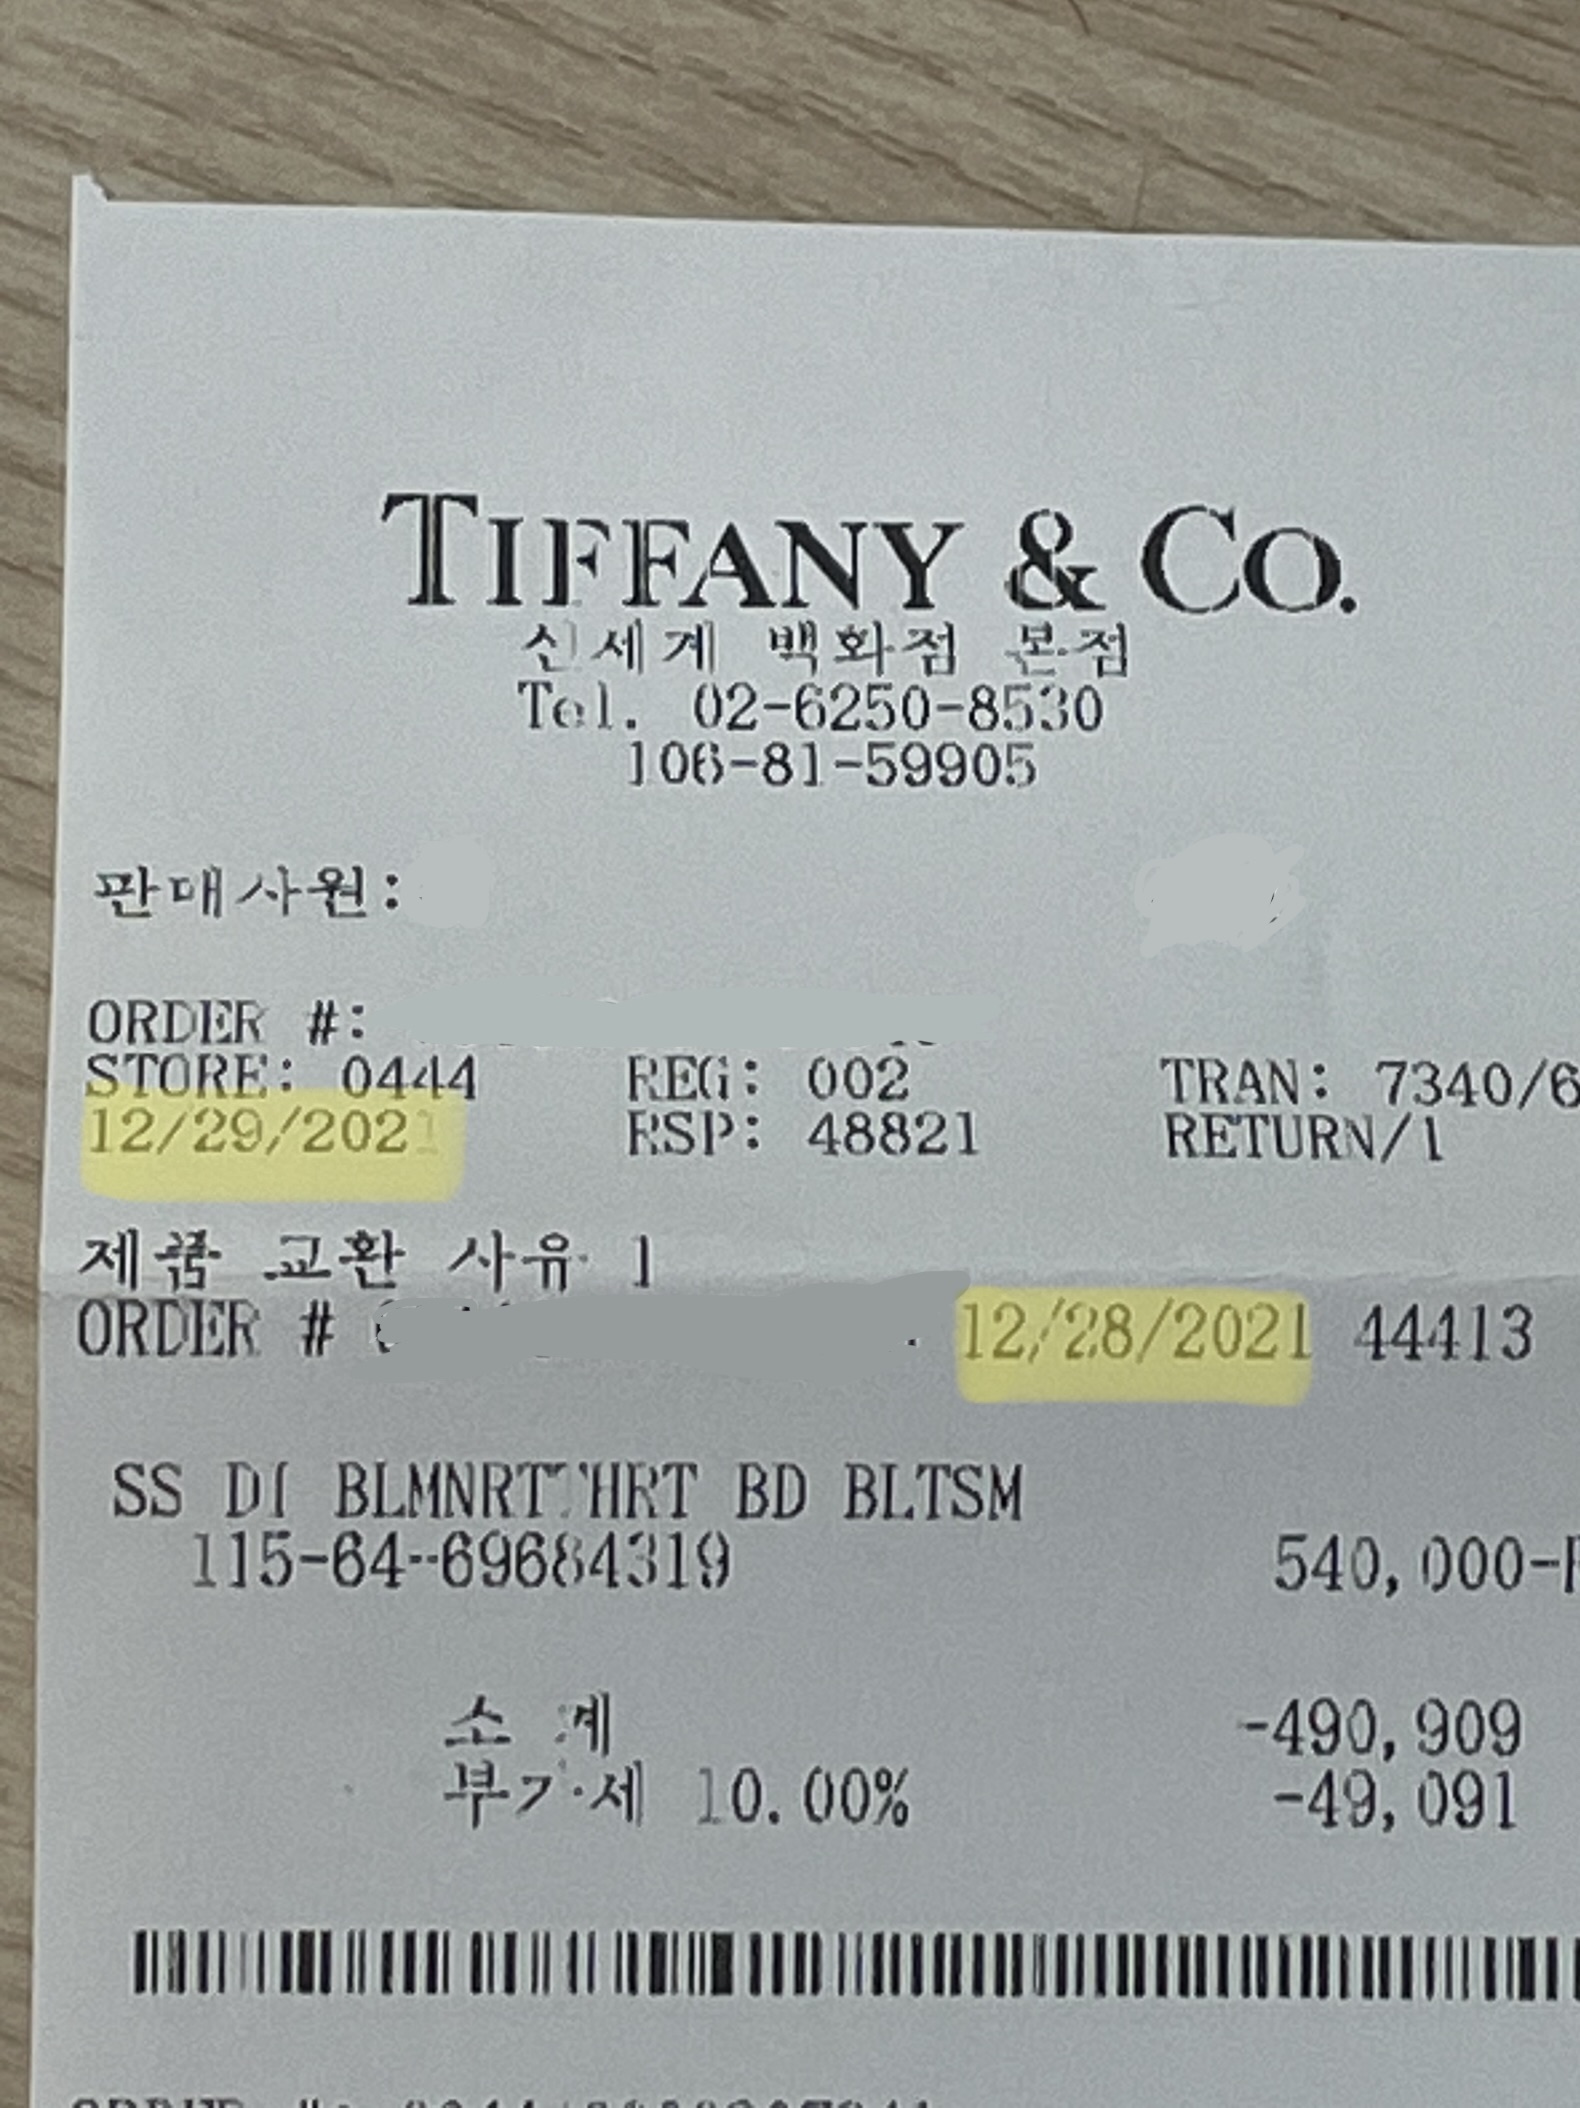 TIFFANY & CO.
신세계 백화점 본점
Tel. 02-6250-8530
106-81-59905
판매사원:
ORDER #:
STORE: 0444 REG: 002 TRAN: 7340/6
12/29/2021 RSP: 48821 RETURN/1
제품 교환 사유 1
ORDER # 12/28/2021 44413
SS DI BLMNRT HRT BD BLTSM
115-64-69684319 540,000-
소 계 -490,909
부가세 10.00% -49,091
ORDER #: